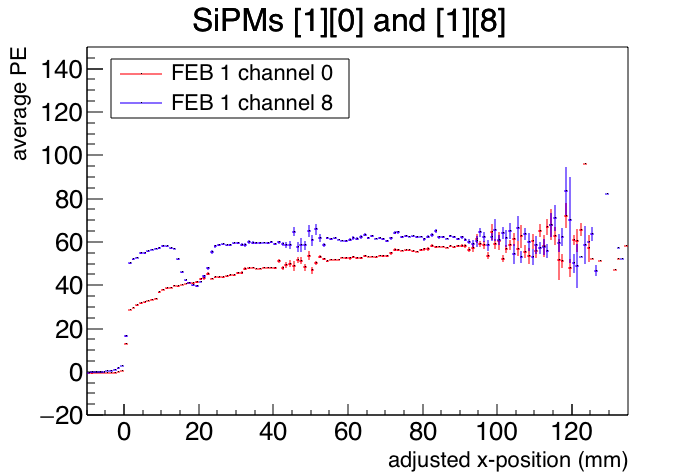 SiPMs [1][0] and [1][8]
average PE
FEB 1 channel 0
FEB 1 channel 8
140
120
100
80
60
40
20
0
−20
0 20 40 60 80 100 120
adjusted x-position (mm)